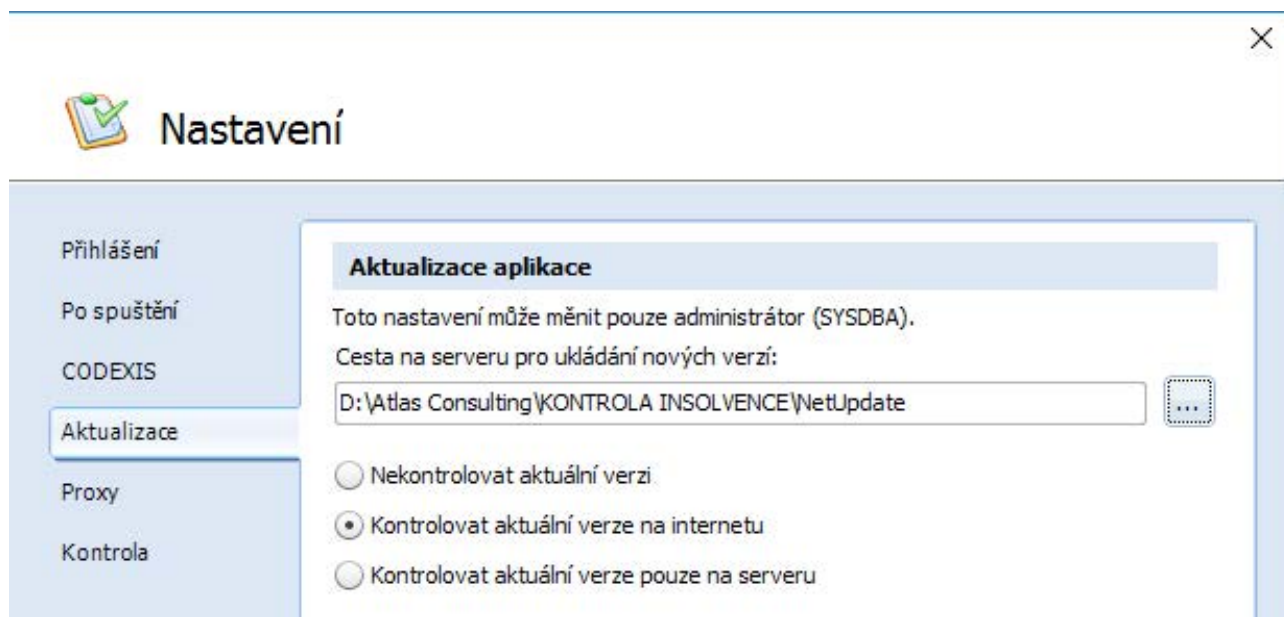 Nastavení
Přihlášení
Po spuštění
CODEXIS
Aktualizace
Proxy
Kontrola
Aktualizace aplikace
Toto nastavení může měnit pouze administrátor (SYSDBA).
Cesta na serveru pro ukládání nových verzí:
D:\Atlas Consulting\KONTROLA INSOLVENCE\NetUpdate
...
Nekontrolovat aktuální verzi
Kontrolovat aktuální verze na internetu
Kontrolovat aktuální verze pouze na serveru